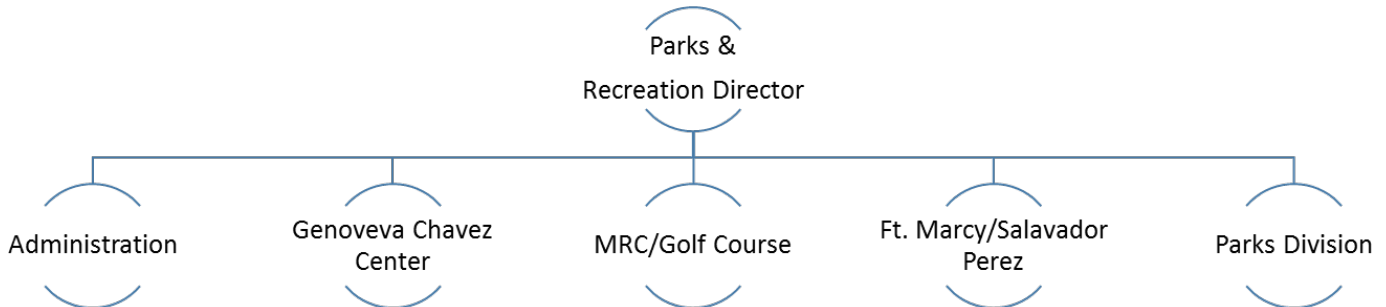 Parks &
Recreation Director
Administration
Genoveva Chavez
Center
MRC/Golf Course
Ft. Marcy/Salavador
Perez
Parks Division